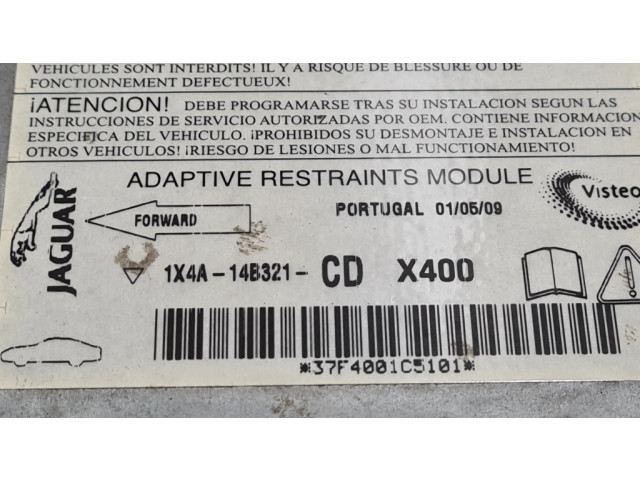 VEHICULES SONT INTERDITS! IL Y A RISQUE DE BLESSURE OU DE
FONCTIONNEMENT DEFECTUEUX!
¡ATENCION! DEBE PROGRAMARSE TRAS SU INSTALACION SEGUN LAS
INSTRUCCIONES DE SERVICIO AUTORIZADAS POR OEM. CONTIENE INFORMACION
ESPECIFICA DEL VEHICULO. ¡PROHIBIDOS SU DESMONTAJE E INSTALACION EN
OTROS VEHICULOS! ¡RIESGO DE LESIONES O MAL FUNCTIONAMIENTO!
JAGUAR
ADAPTIVE RESTRAINTS MODULE
Visteo
FORWARD
PORTUGAL 01/05/09
1X4A-14B321- CD X400
*37F4001C5101*